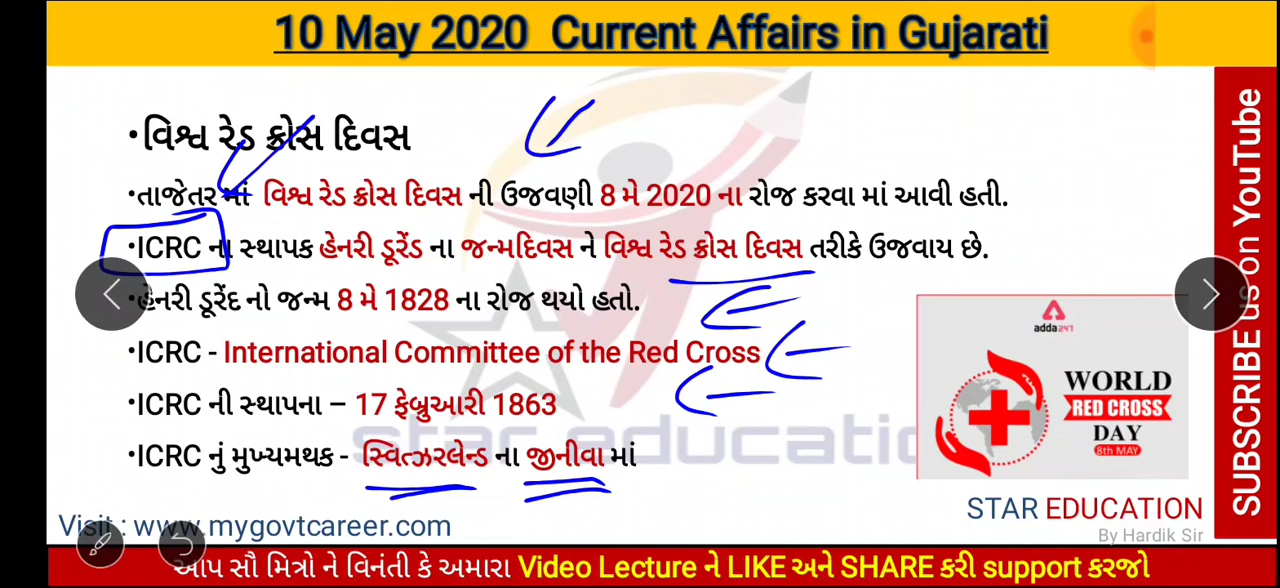 10 May 2020 Current Affairs in Gujarati
•વિશ્વ રેડ ક્રોસ દિવસ
•તાજેતર માં વિશ્વ રેડ ક્રોસ દિવસ ની ઉજવણી 8 મે 2020 ના રોજ કરવા માં આવી હતી.
•ICRC ના સ્થાપક હેનરી ડૂરેંડ ના જન્મદિવસ ને વિશ્વ રેડ ક્રોસ દિવસ તરીકે ઉજવાય છે.
•હેનરી ડૂરેંદ નો જન્મ 8 મે 1828 ના રોજ થયો હતો.
•ICRC - International Committee of the Red Cross
•ICRC ની સ્થાપના – 17 ફેબ્રુઆરી 1863
•ICRC નું મુખ્યમથક - સ્વિત્ઝરલેન્ડ ના જીનીવા માં
adda247
WORLD
RED CROSS
DAY
8th MAY
star educatio
STAR EDUCATION
By Hardik Sir
Visit : www.mygovtcareer.com
આપ સૌ મિત્રો ને વિનંતી કે અમારા Video Lecture ને LIKE અને SHARE કરી support કરજો
SUBSCRIBE us on YouTube